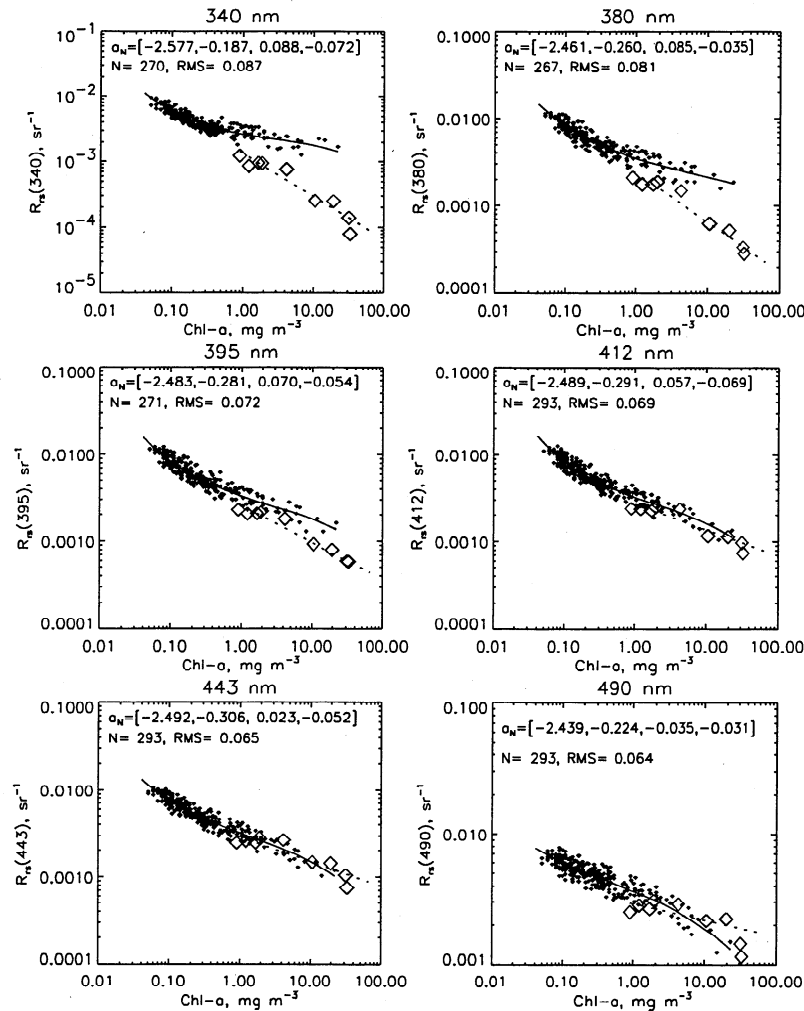 340 nm
a_N=[-2.577,-0.187, 0.088,-0.072]
N= 270, RMS= 0.087
10⁻¹
10⁻²
10⁻³
10⁻⁴
10⁻⁵
R_rs(340), sr⁻¹
0.01 0.10 1.00 10.00 100.00
Chl-a, mg m⁻³
380 nm
a_N=[-2.461,-0.260, 0.085,-0.035]
N= 267, RMS= 0.081
0.1000
0.0100
0.0010
0.0001
R_rs(380), sr⁻¹
0.01 0.10 1.00 10.00 100.00
Chl-a, mg m⁻³
395 nm
a_N=[-2.483,-0.281, 0.070,-0.054]
N= 271, RMS= 0.072
0.1000
0.0100
0.0010
0.0001
R_rs(395), sr⁻¹
0.01 0.10 1.00 10.00 100.00
Chl-a, mg m⁻³
412 nm
a_N=[-2.489,-0.291, 0.057,-0.069]
N= 293, RMS= 0.069
0.1000
0.0100
0.0010
0.0001
R_rs(412), sr⁻¹
0.01 0.10 1.00 10.00 100.00
Chl-a, mg m⁻³
443 nm
a_N=[-2.492,-0.306, 0.023,-0.052]
N= 293, RMS= 0.065
0.1000
0.0100
0.0010
0.0001
R_rs(443), sr⁻¹
0.01 0.10 1.00 10.00 100.00
Chl-a, mg m⁻³
490 nm
a_N=[-2.439,-0.224,-0.035,-0.031]
N= 293, RMS= 0.064
0.100
0.010
0.001
R_rs(490), sr⁻¹
0.01 0.10 1.00 10.00 100.00
Chl-a, mg m⁻³